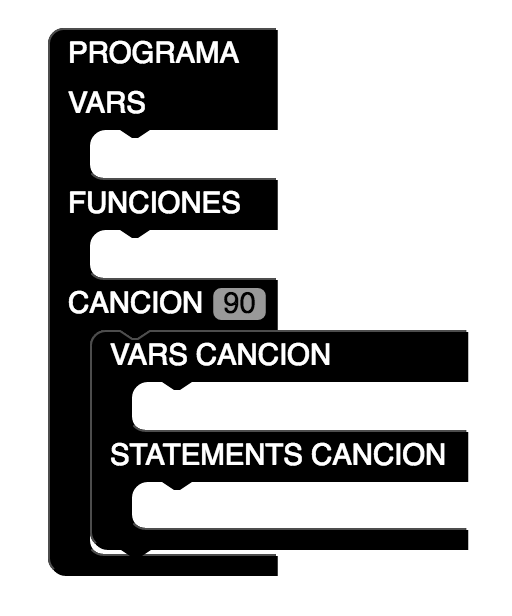 PROGRAMA
VARS
FUNCIONES
CANCION 90
VARS CANCION
STATEMENTS CANCION